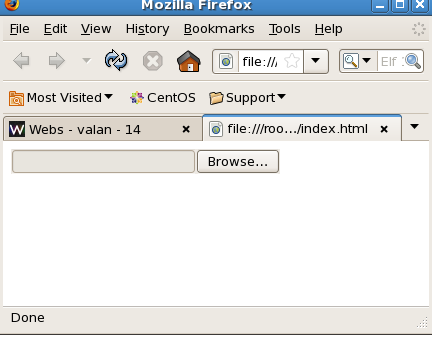 Mozilla Firefox
File Edit View History Bookmarks Tools Help
file:// Elf
Most Visited CentOS Support
W Webs - valan - 14 file:///roo.../index.html
Browse...
Done